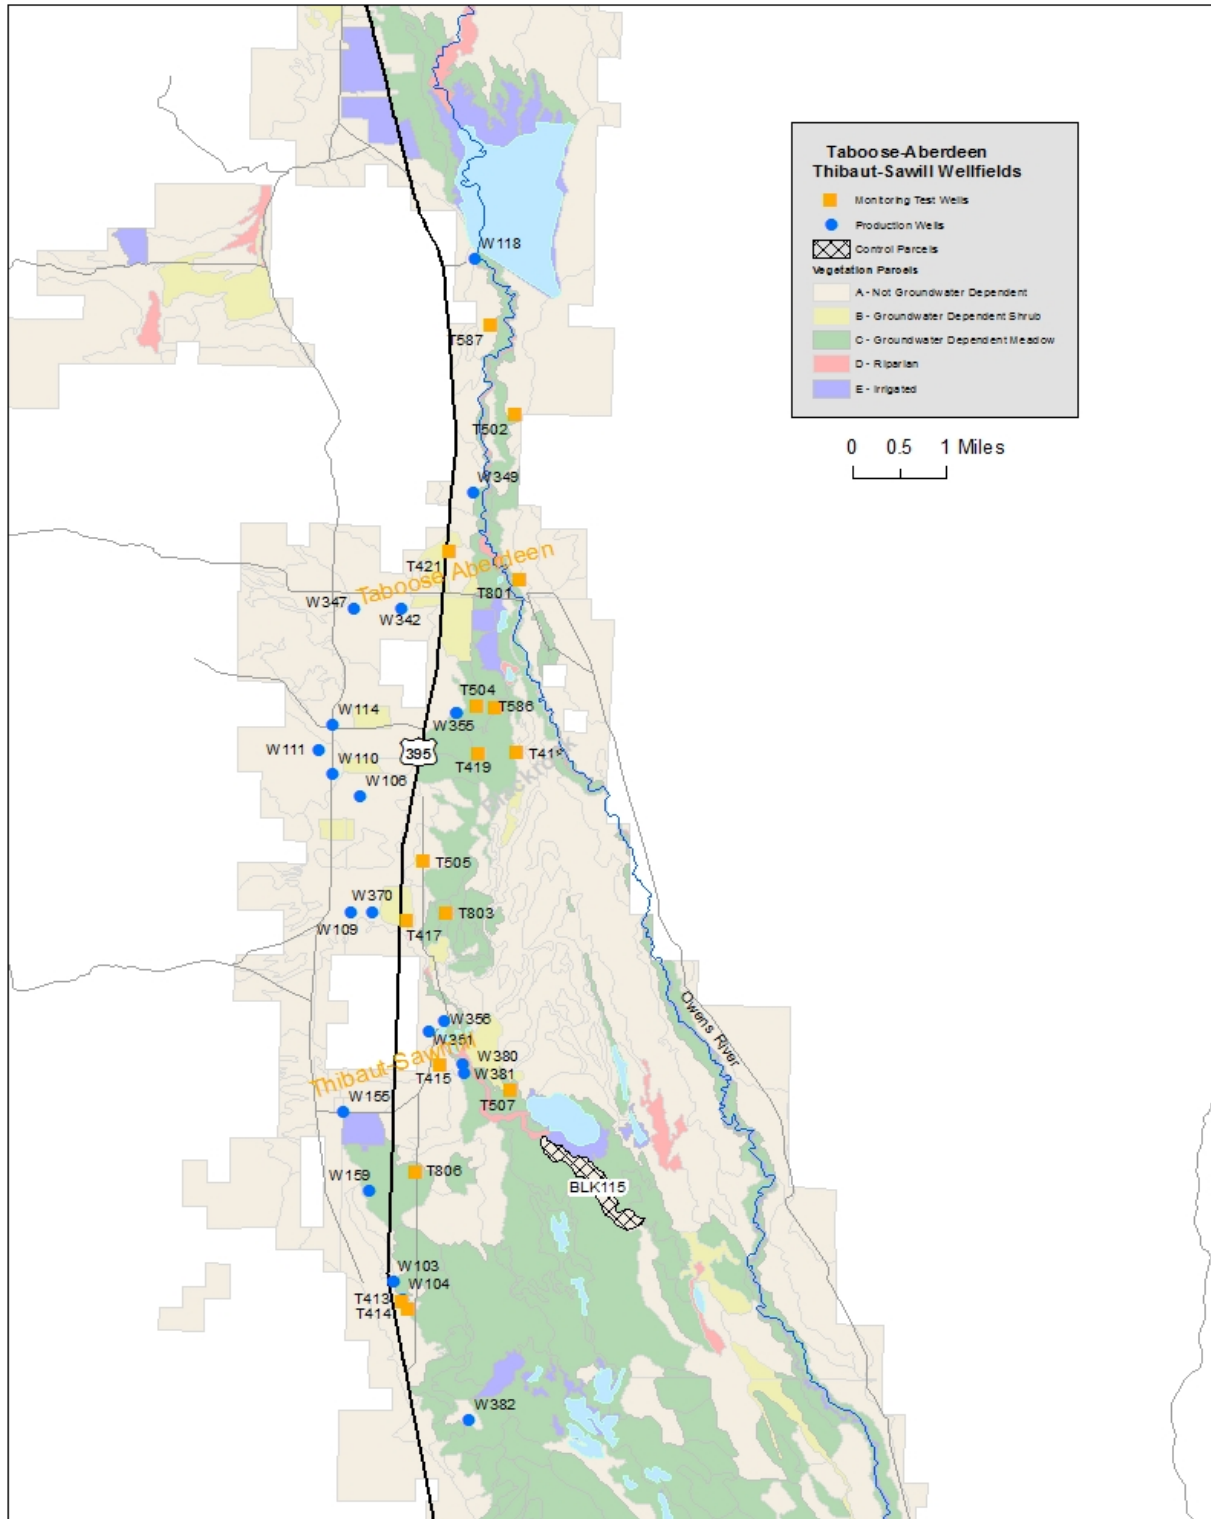 Taboose-Aberdeen
Thibaut-Sawill Wellfields
Monitoring Test Wells
Production Wells
Control Parcels
Vegetation Parcels
A - Not Groundwater Dependent
B - Groundwater Dependent Shrub
C - Groundwater Dependent Meadow
D - Riparian
E - Irrigated
0 0.5 1 Miles
W118
T587
T502
W349
T421
Taboose Aberdeen
T801
W347
W342
T504
T586
W355
W114
W111
395
T419
W110
W106
T505
W370
T803
W109
T417
Owens River
W356
W351
Thibaut-Sawmill
W380
T415
W381
T507
W155
T806
W159
BLK115
W103
W104
T413
T414
W382